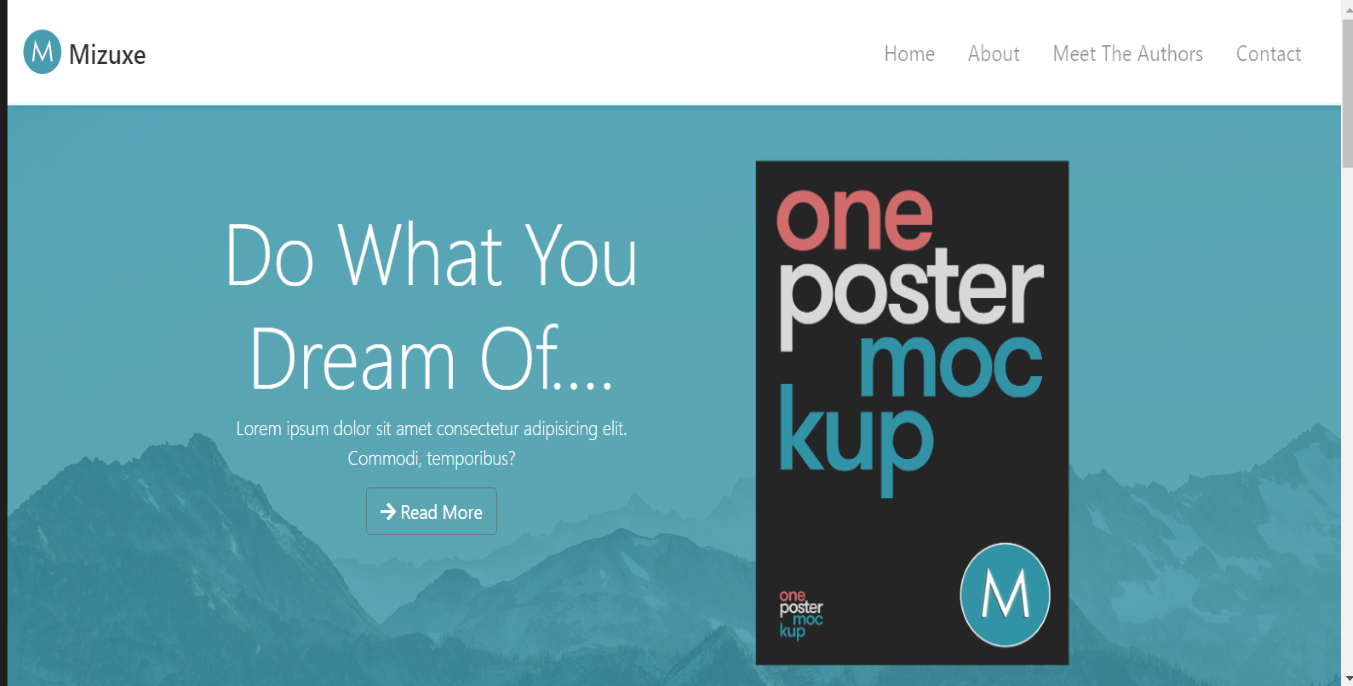 M Mizuxe
Home About Meet The Authors Contact
Do What You
Dream Of....
Lorem ipsum dolor sit amet consectetur adipisicing elit.
Commodi, temporibus?
Read More
one
poster
moc
kup
one
poster
moc
kup
M